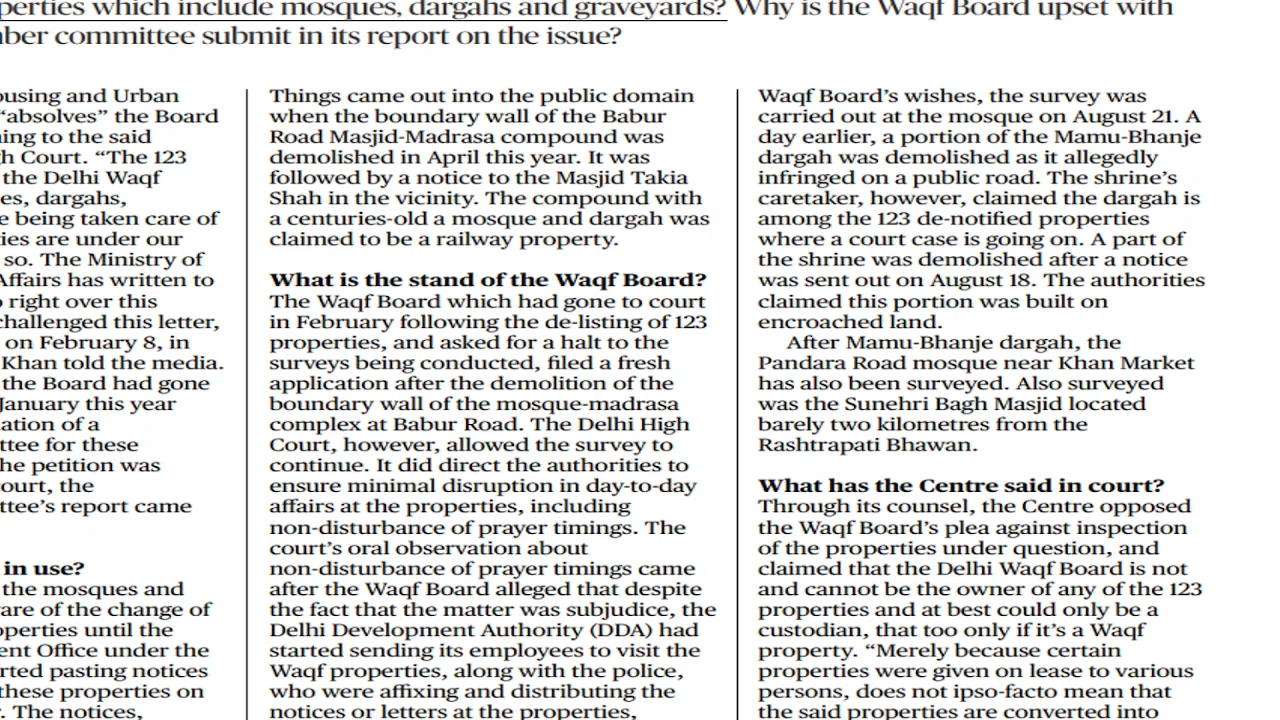 perties which include mosques, dargahs and graveyards? Why is the Waqf Board upset with
ber committee submit in its report on the issue?
ousing and Urban
“absolves” the Board
ning to the said
h Court. “The 123
the Delhi Waqf
es, dargahs,
e being taken care of
ties are under our
so. The Ministry of
Affairs has written to
o right over this
challenged this letter,
on February 8, in
Khan told the media.
the Board had gone
January this year
ation of a
ttee for these
he petition was
court, the
ttee’s report came
in use?
the mosques and
are of the change of
operties until the
ent Office under the
rted pasting notices
these properties on
. The notices,
Things came out into the public domain
when the boundary wall of the Babur
Road Masjid-Madrasa compound was
demolished in April this year. It was
followed by a notice to the Masjid Takia
Shah in the vicinity. The compound with
a centuries-old a mosque and dargah was
claimed to be a railway property.
What is the stand of the Waqf Board?
The Waqf Board which had gone to court
in February following the de-listing of 123
properties, and asked for a halt to the
surveys being conducted, filed a fresh
application after the demolition of the
boundary wall of the mosque-madrasa
complex at Babur Road. The Delhi High
Court, however, allowed the survey to
continue. It did direct the authorities to
ensure minimal disruption in day-to-day
affairs at the properties, including
non-disturbance of prayer timings. The
court’s oral observation about
non-disturbance of prayer timings came
after the Waqf Board alleged that despite
the fact that the matter was subjudice, the
Delhi Development Authority (DDA) had
started sending its employees to visit the
Waqf properties, along with the police,
who were affixing and distributing the
notices or letters at the properties,
Waqf Board’s wishes, the survey was
carried out at the mosque on August 21. A
day earlier, a portion of the Mamu-Bhanje
dargah was demolished as it allegedly
infringed on a public road. The shrine’s
caretaker, however, claimed the dargah is
among the 123 de-notified properties
where a court case is going on. A part of
the shrine was demolished after a notice
was sent out on August 18. The authorities
claimed this portion was built on
encroached land.
After Mamu-Bhanje dargah, the
Pandara Road mosque near Khan Market
has also been surveyed. Also surveyed
was the Sunehri Bagh Masjid located
barely two kilometres from the
Rashtrapati Bhawan.
What has the Centre said in court?
Through its counsel, the Centre opposed
the Waqf Board’s plea against inspection
of the properties under question, and
claimed that the Delhi Waqf Board is not
and cannot be the owner of any of the 123
properties and at best could only be a
custodian, that too only if it’s a Waqf
property. “Merely because certain
properties were given on lease to various
persons, does not ipso-facto mean that
the said properties are converted into